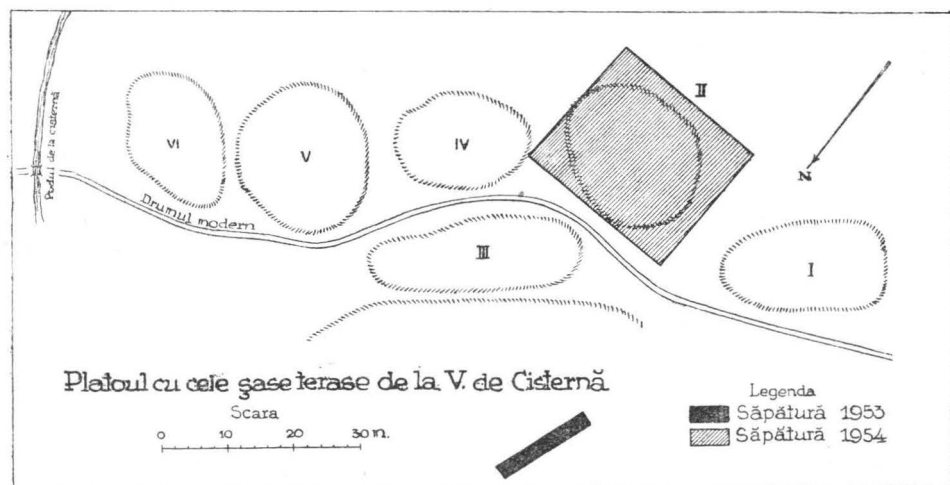 VI
V
IV
II
III
I
N
Podul de la cisternă
Drumul modern
Platoul cu cele șase terase de la V. de Cisternă
Scara
0 10 20 30 m.
Legenda
Săpătură 1953
Săpătură 1954